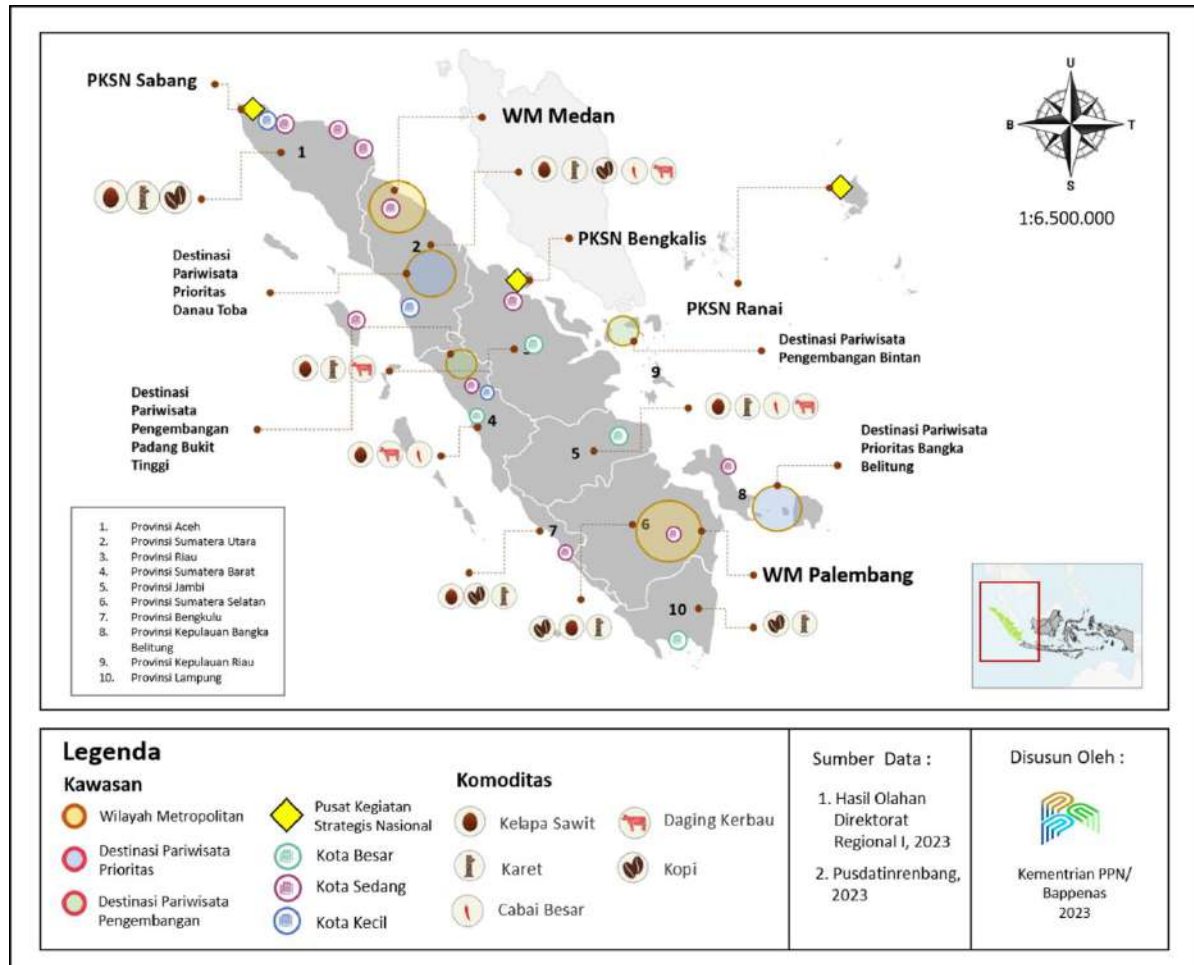 PKSN Sabang
WM Medan
U
B
T
S
1:6.500.000
1
2
Destinasi
Pariwisata
Prioritas
Danau Toba
PKSN Bengkalis
PKSN Ranai
Destinasi Pariwisata
Pengembangan Bintan
9
Destinasi
Pariwisata
Pengembangan
Padang Bukit
Tinggi
4
5
Destinasi Pariwisata
Prioritas Bangka
Belitung
8
7
6
WM Palembang
10
1. Provinsi Aceh
2. Provinsi Sumatera Utara
3. Provinsi Riau
4. Provinsi Sumatera Barat
5. Provinsi Jambi
6. Provinsi Sumatera Selatan
7. Provinsi Bengkulu
8. Provinsi Kepulauan Bangka
Belitung
9. Provinsi Kepulauan Riau
10. Provinsi Lampung
Legenda
Kawasan
Wilayah Metropolitan
Destinasi Pariwisata
Prioritas
Destinasi Pariwisata
Pengembangan
Pusat Kegiatan
Strategis Nasional
Kota Besar
Kota Sedang
Kota Kecil
Komoditas
Kelapa Sawit
Karet
Cabai Besar
Daging Kerbau
Kopi
Sumber Data :
1. Hasil Olahan
Direktorat
Regional I, 2023
2. Pusdatinrenbang,
2023
Disusun Oleh :
Kementrian PPN/
Bappenas
2023